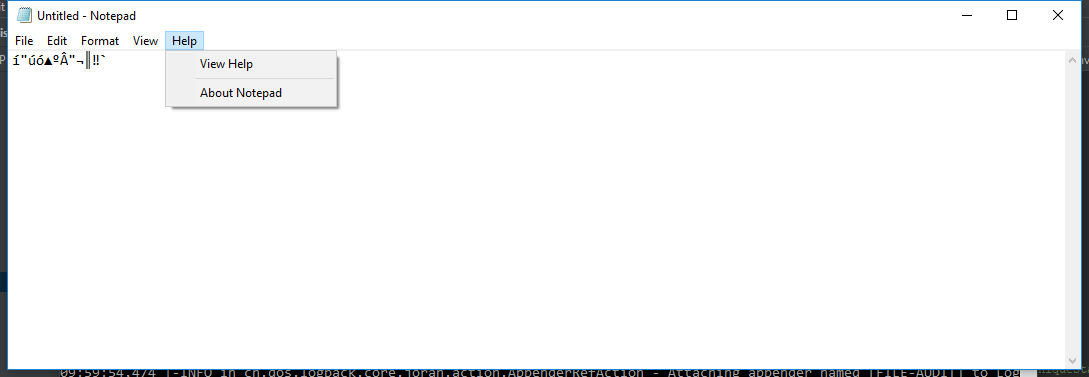 Untitled - Notepad
File Edit Format View Help
í"úó▲ºÂ"¬║‼`
View Help
About Notepad
09:59:54.474 |-INFO in ch.qos.logback.core.joran.action.AppenderRefAction - Attaching appender named [FILE-AUDIT] to Log